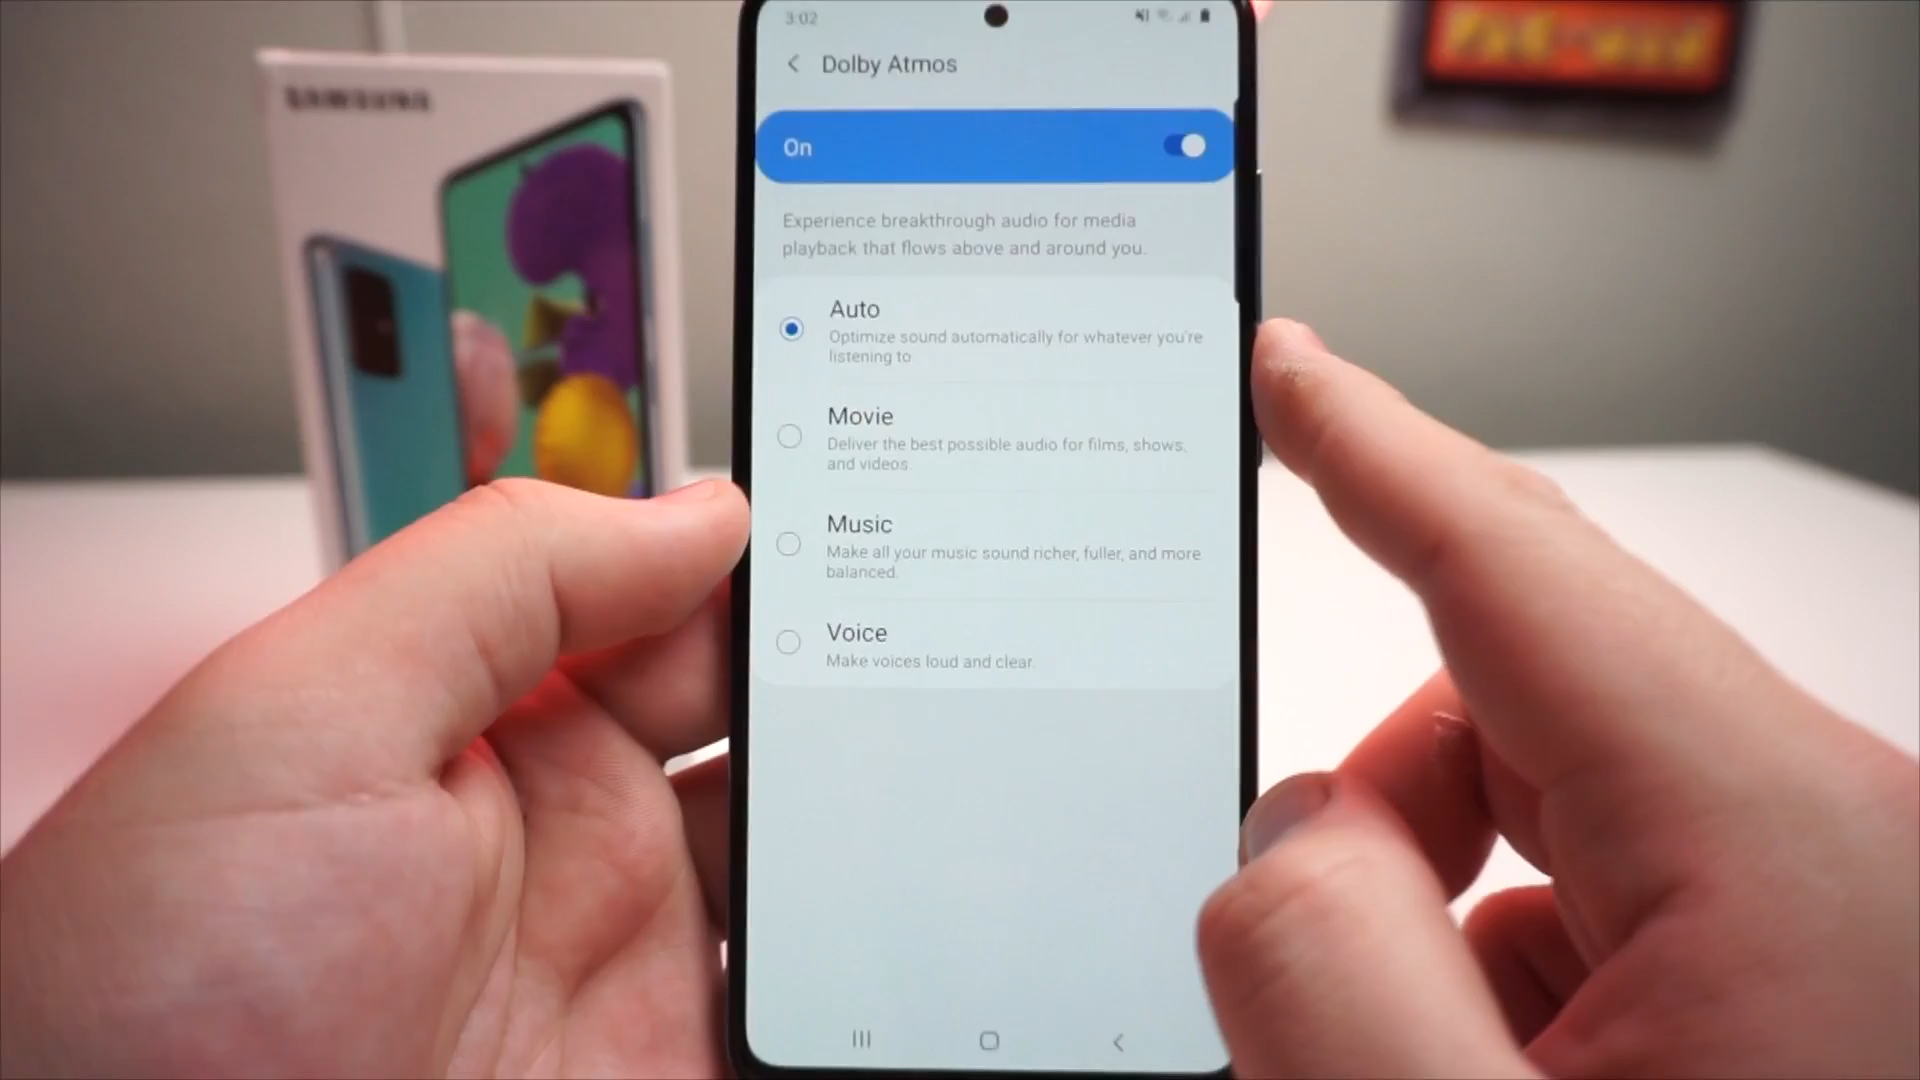 3:02
Dolby Atmos
On
Experience breakthrough audio for media
playback that flows above and around you.
Auto
Optimize sound automatically for whatever you're
listening to
Movie
Deliver the best possible audio for films, shows,
and videos.
Music
Make all your music sound richer, fuller, and more
balanced.
Voice
Make voices loud and clear.
SAMSUNG